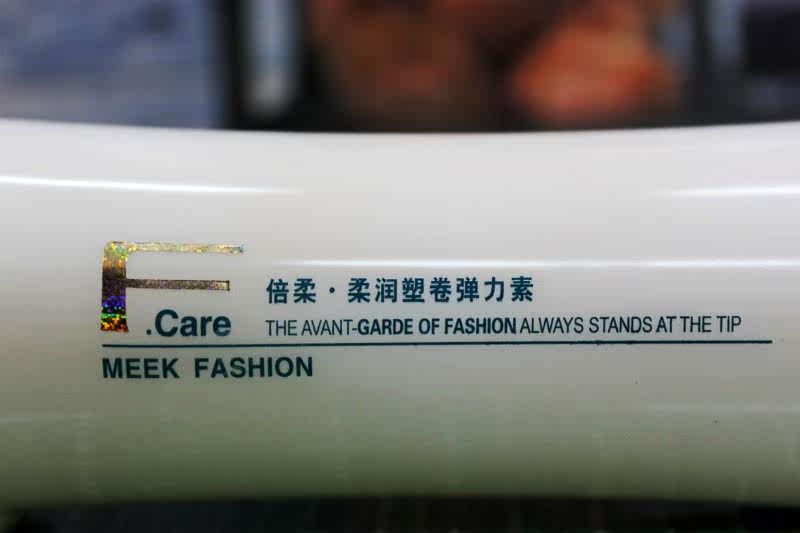 F.Care
倍柔·柔润塑卷弹力素
THE AVANT-GARDE OF FASHION ALWAYS STANDS AT THE TIP
MEEK FASHION